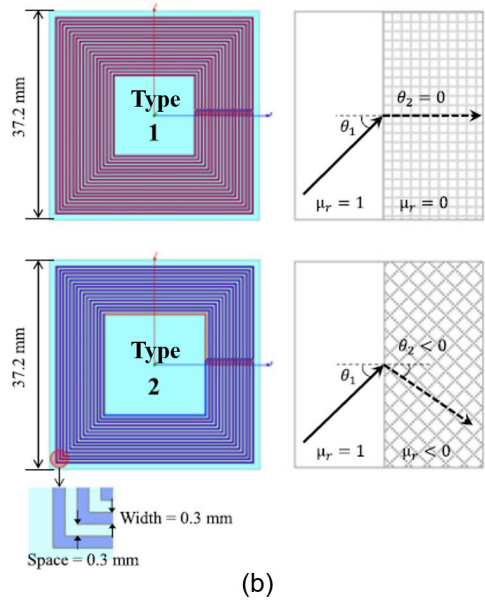 37.2 mm
Type
1
θ₁
θ₂ = 0
μᵣ = 1
μᵣ = 0
37.2 mm
Type
2
θ₁
θ₂ < 0
μᵣ = 1
μᵣ < 0
Width = 0.3 mm
Space = 0.3 mm
(b)